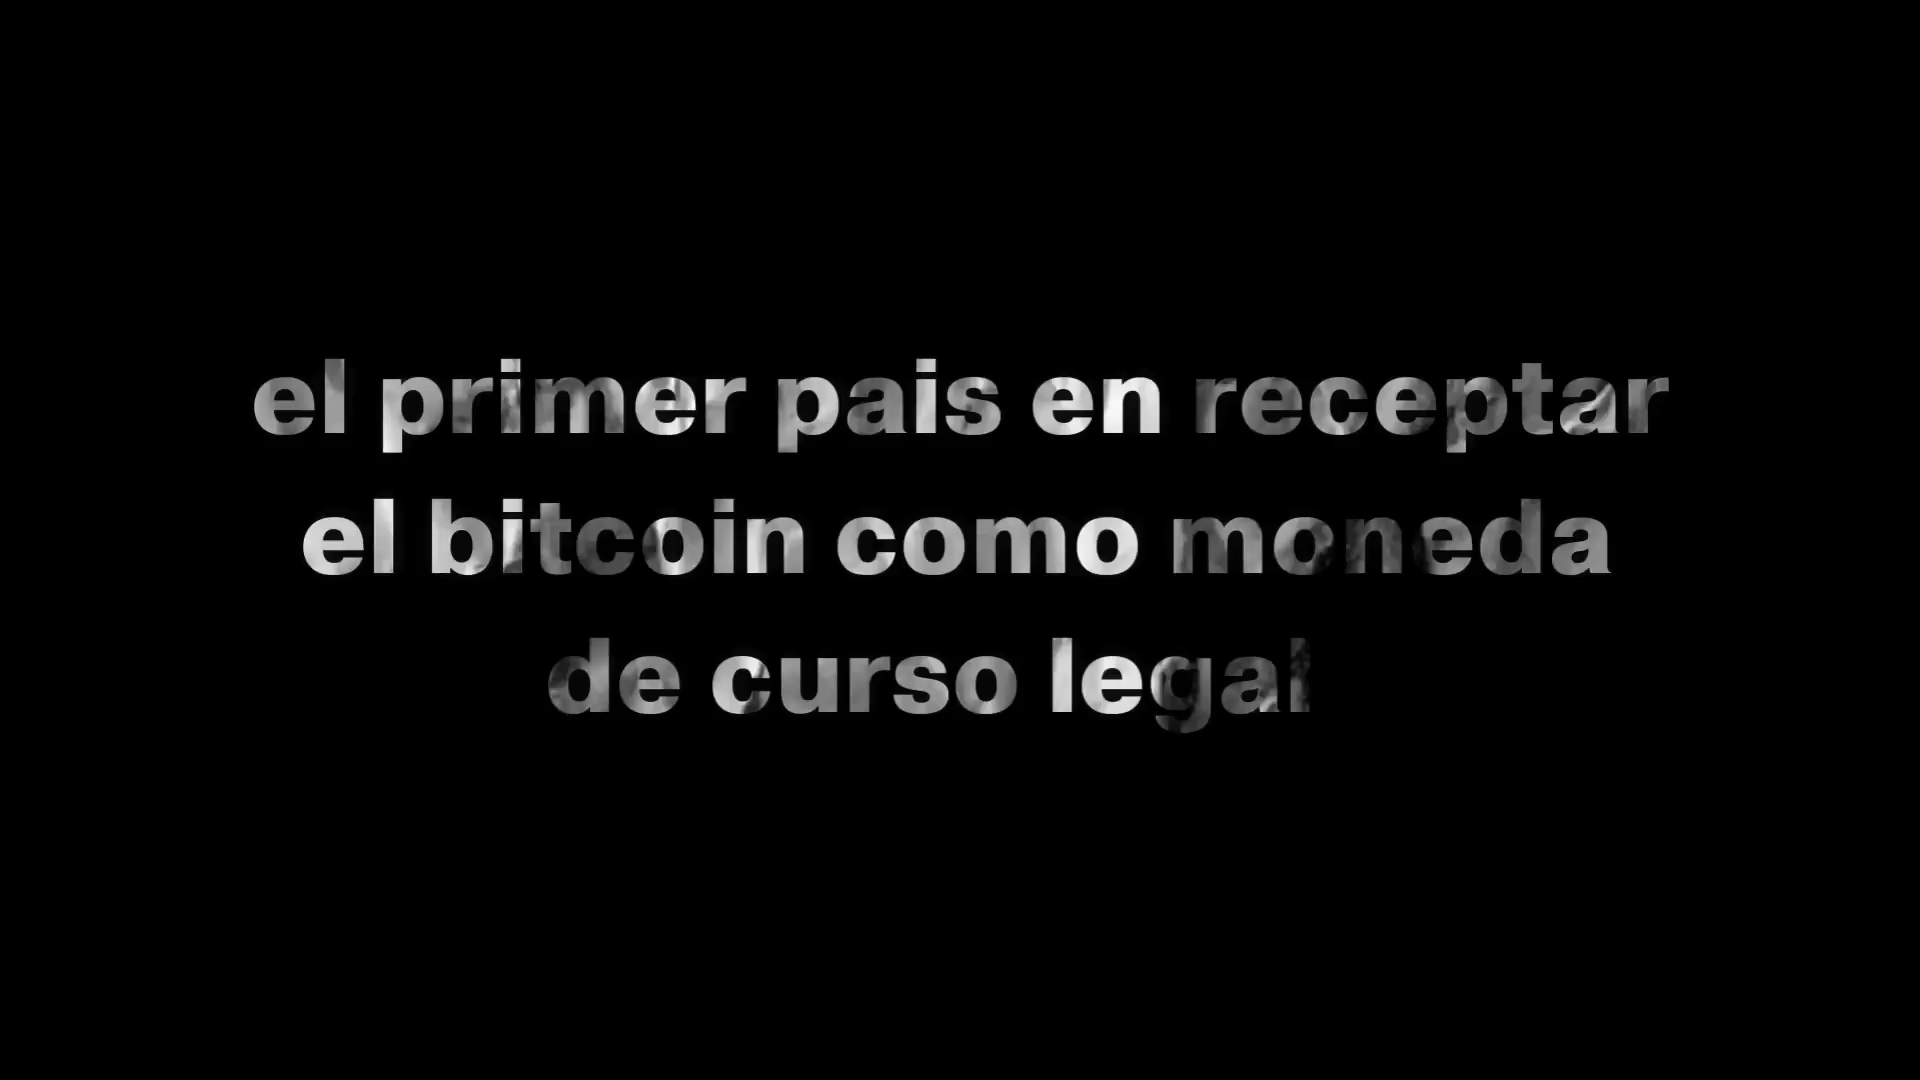 el primer pais en receptar
el bitcoin como moneda
de curso legal